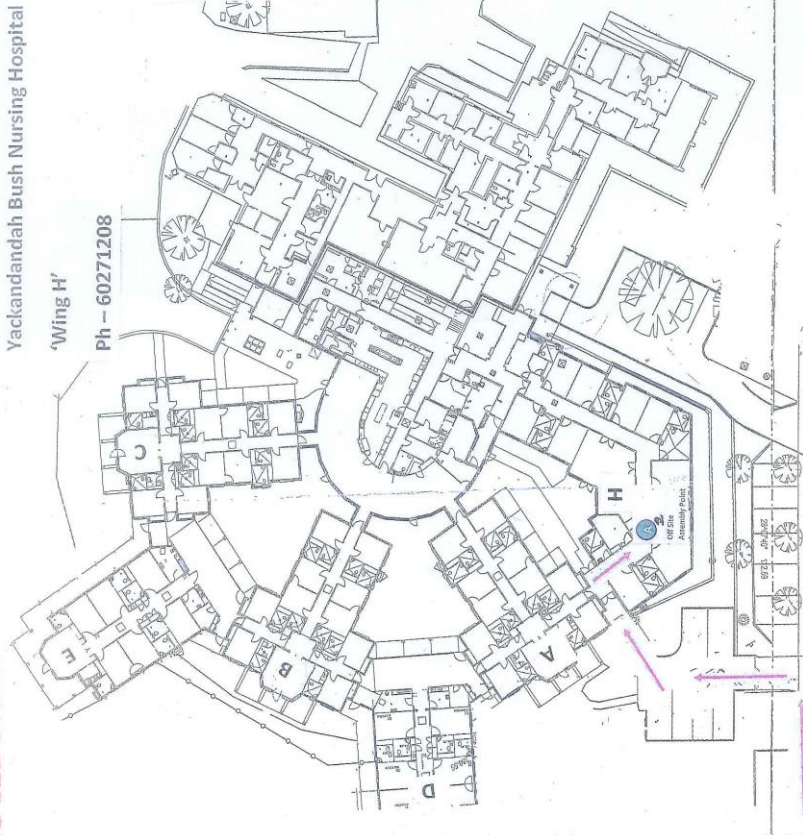 Yackandandah Bush Nursing Hospital
'Wing H'
Ph – 60271208
C
E
B
A
D
H
A
Off Site
Assembly Point